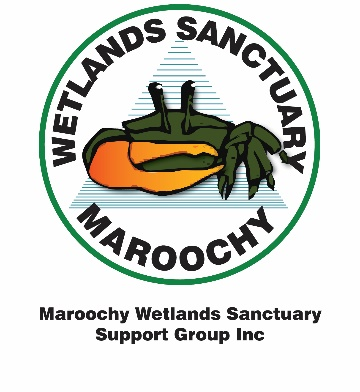 WETLANDS SANCTUARY
MAROOCHY
Maroochy Wetlands Sanctuary
Support Group Inc